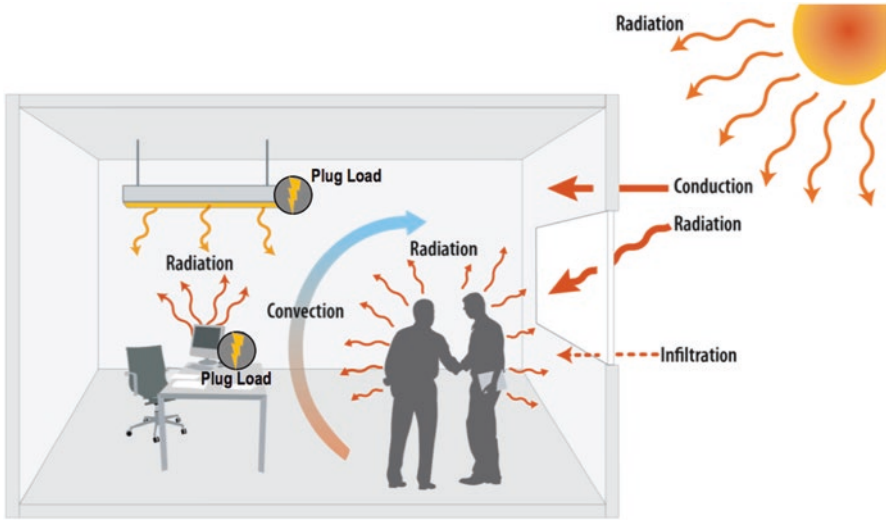 Radiation
Plug Load
Conduction
Radiation
Radiation
Radiation
Convection
Infiltration
Plug Load